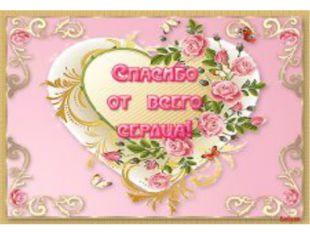 Спасибо
от всего
сердца!